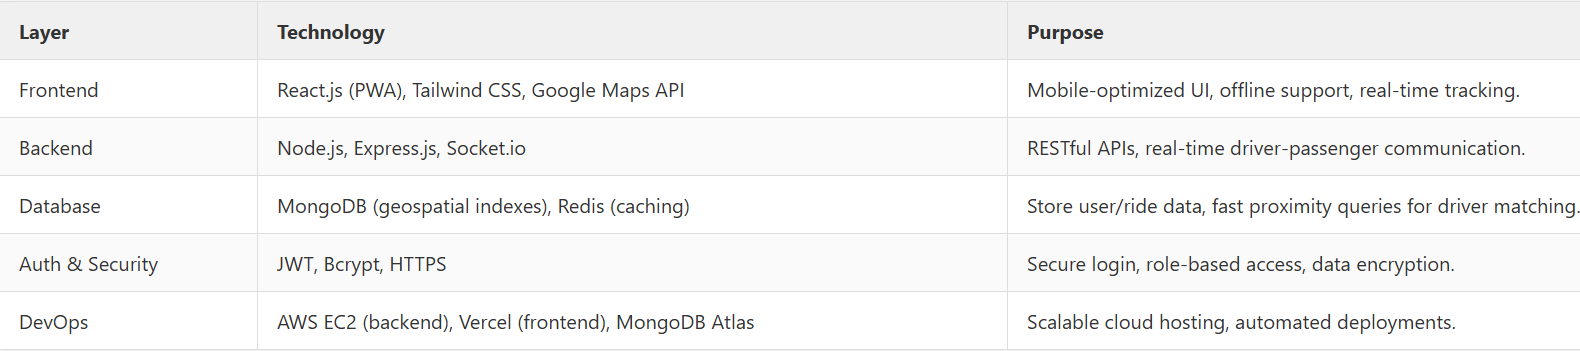 Layer Technology Purpose
Frontend React.js (PWA), Tailwind CSS, Google Maps API Mobile-optimized UI, offline support, real-time tracking.
Backend Node.js, Express.js, Socket.io RESTful APIs, real-time driver-passenger communication.
Database MongoDB (geospatial indexes), Redis (caching) Store user/ride data, fast proximity queries for driver matching.
Auth & Security JWT, Bcrypt, HTTPS Secure login, role-based access, data encryption.
DevOps AWS EC2 (backend), Vercel (frontend), MongoDB Atlas Scalable cloud hosting, automated deployments.